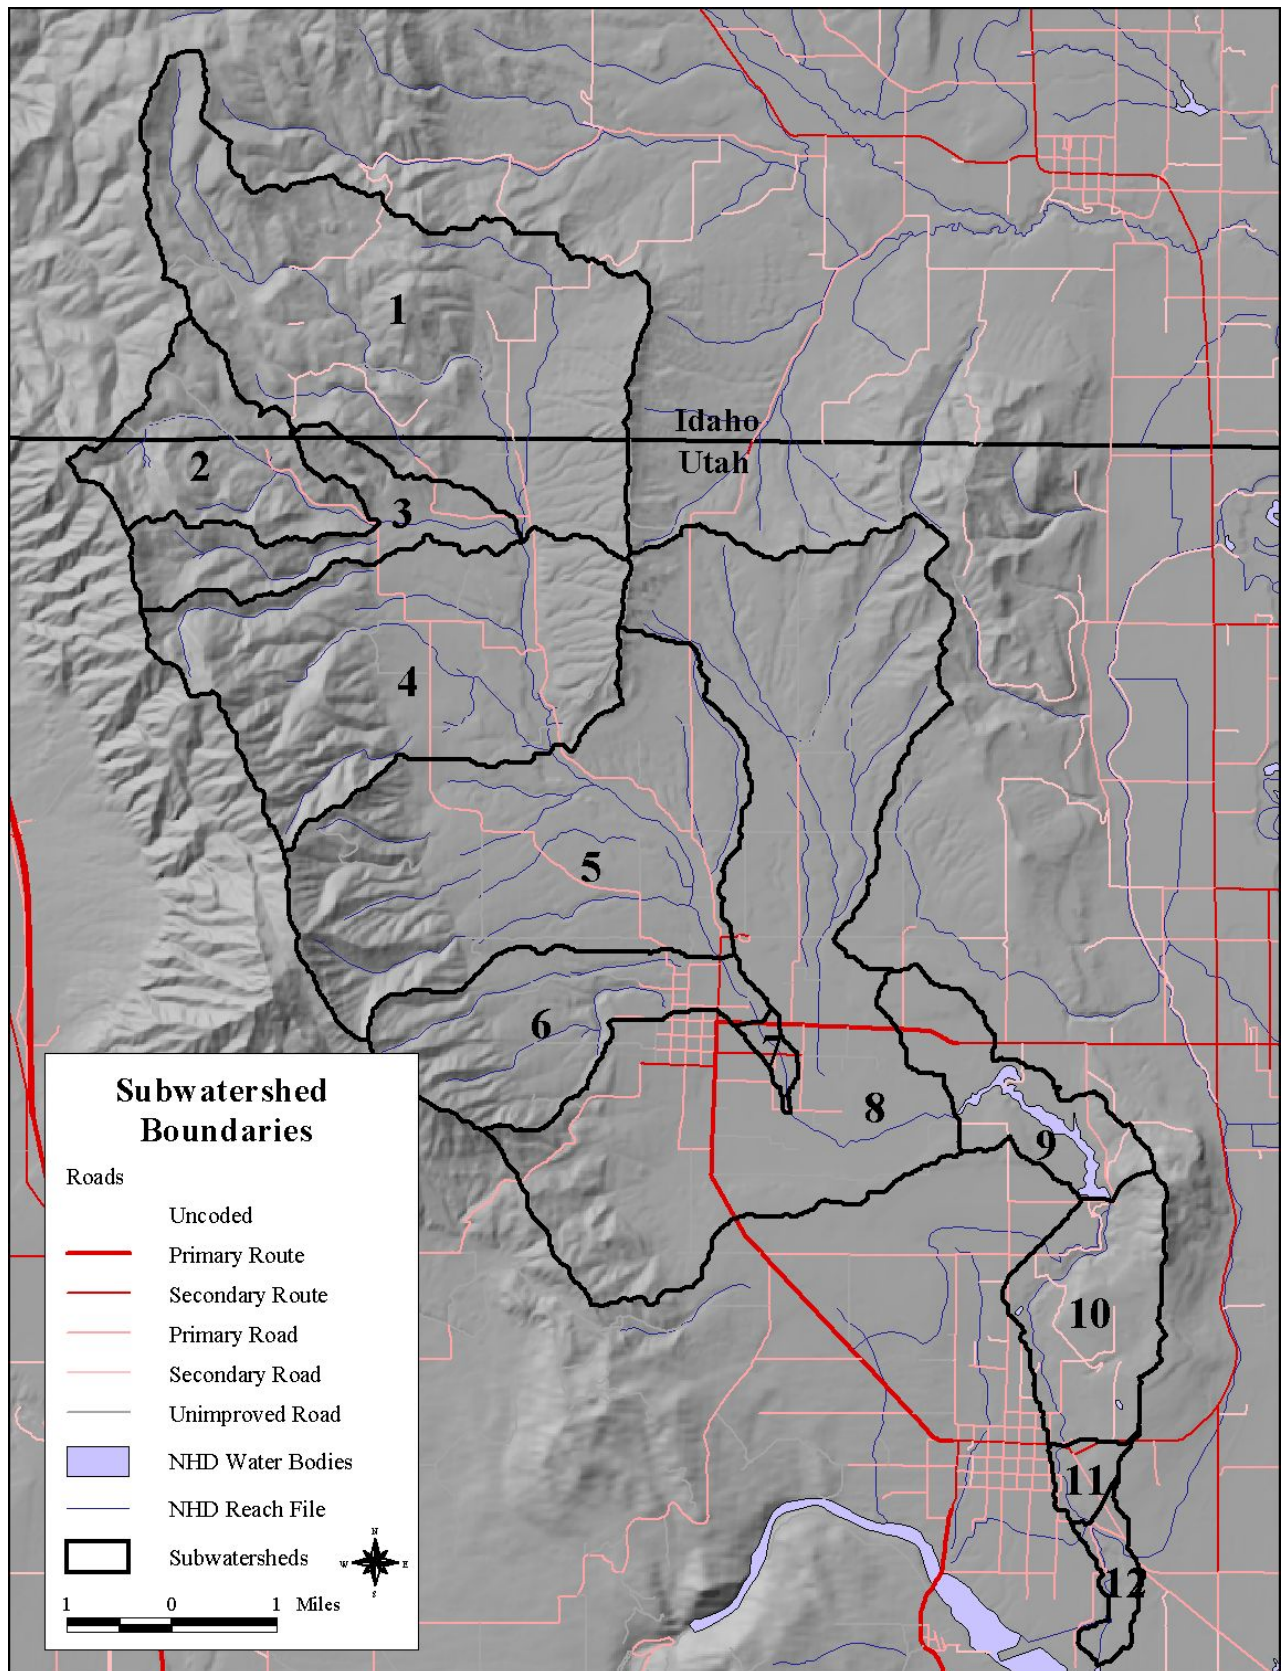 1
Idaho
Utah
2
3
4
5
6
7
8
9
10
11
12
Subwatershed
Boundaries
Roads
Uncoded
Primary Route
Secondary Route
Primary Road
Secondary Road
Unimproved Road
NHD Water Bodies
NHD Reach File
Subwatersheds
N
W E
S
1 0 1 Miles